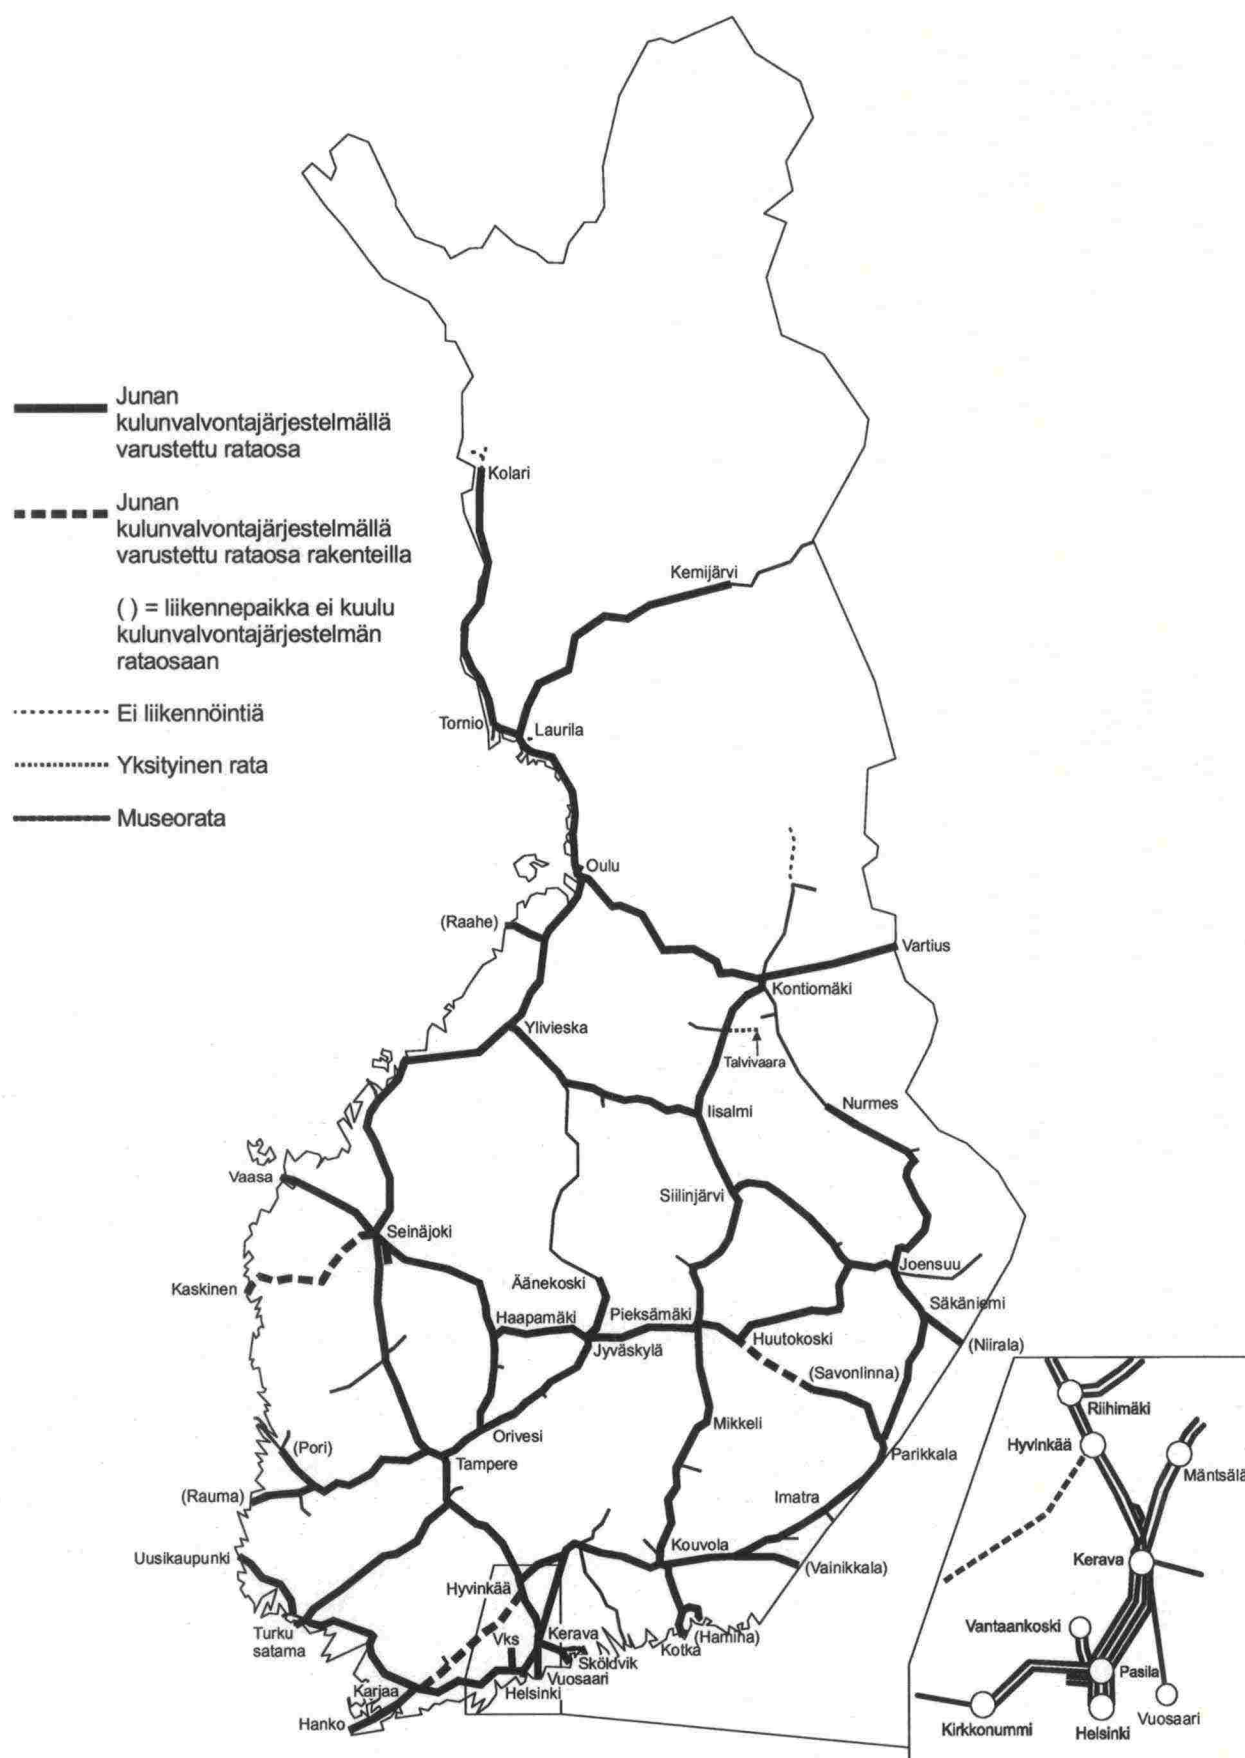 Junan
kulunvalvontajärjestelmällä
varustettu rataosa
Junan
kulunvalvontajärjestelmällä
varustettu rataosa rakenteilla
( ) = liikennepaikka ei kuulu
kulunvalvontajärjestelmän
rataosaan
Ei liikennöintiä
Yksityinen rata
Museorata
Kolari
Kemijärvi
Tornio
Laurila
Oulu
(Raahe)
Vartius
Kontiomäki
Ylivieska
Talvivaara
Iisalmi
Nurmes
Vaasa
Siilinjärvi
Seinäjoki
Joensuu
Kaskinen
Äänekoski
Säkäniemi
Haapamäki
Pieksämäki
Huutokoski
(Niirala)
Jyväskylä
(Savonlinna)
Mikkeli
Orivesi
(Pori)
Parikkala
Tampere
(Rauma)
Imatra
Kouvola
Uusikaupunki
(Vainikkala)
Hyvinkää
Turku
satama
Vks
Kerava
Sköldvik
Kotka
(Hamina)
Vuosaari
Karjaa
Helsinki
Hanko
Riihimäki
Hyvinkää
Mäntsälä
Kerava
Vantaankoski
Pasila
Kirkkonummi
Helsinki
Vuosaari